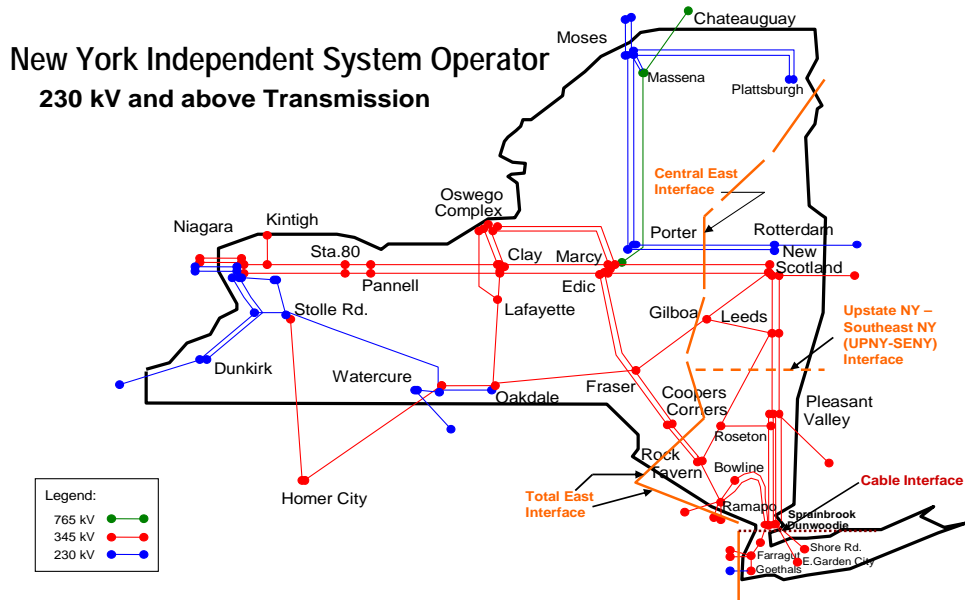 New York Independent System Operator
230 kV and above Transmission
Chateauguay
Moses
Massena
Plattsburgh
Central East
Interface
Oswego
Complex
Niagara
Kintigh
Sta.80
Pannell
Clay
Marcy
Edic
Porter
Rotterdam
New
Scotland
Stolle Rd.
Lafayette
Gilboa
Leeds
Upstate NY –
Southeast NY
(UPNY-SENY)
Interface
Dunkirk
Watercure
Oakdale
Fraser
Coopers
Corners
Pleasant
Valley
Roseton
Rock
Tavern
Bowline
Homer City
Total East
Interface
Ramapo
Cable Interface
Sprainbrook
Dunwoodie
Legend:
765 kV
345 kV
230 kV
Farragut
Goethals
Shore Rd.
E.Garden City